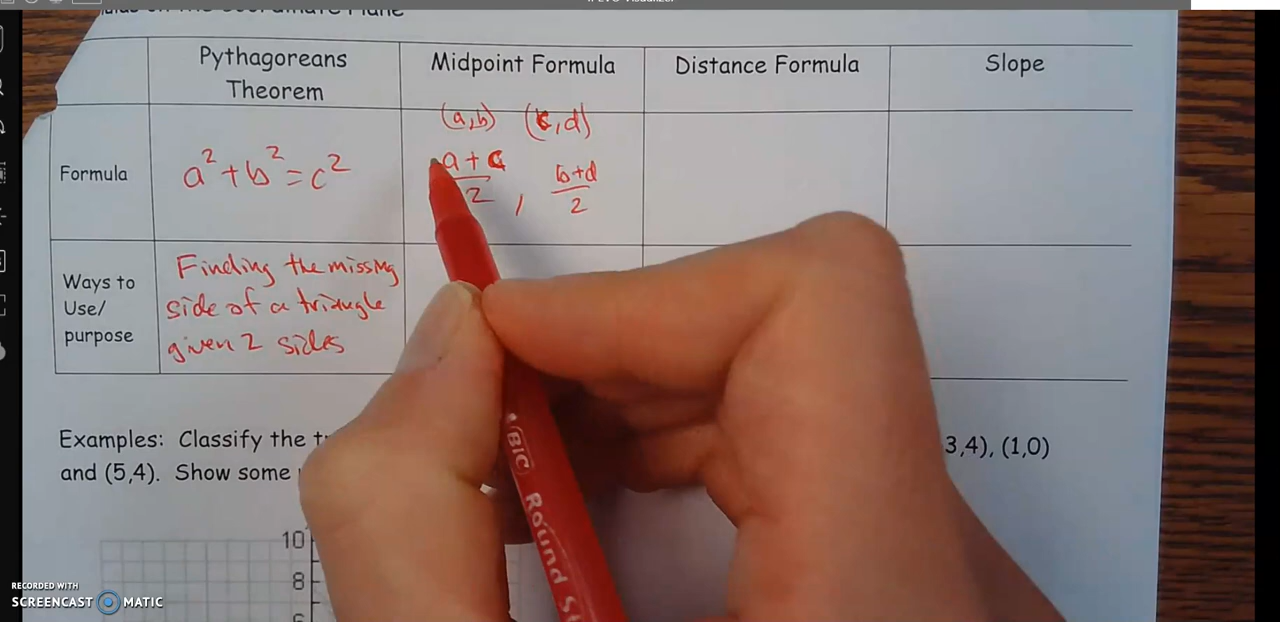 Pythagoreans
Theorem
Midpoint Formula
Distance Formula
Slope
Formula
a² + b² = c²
(a,b) (c,d)
a+c
2
,
b+d
2
Ways to
Use/
purpose
Finding the missing
side of a triangle
given 2 sides
Examples: Classify the
3,4), (1,0)
and (5,4). Show some
10
8
BIC Round
RECORDED WITH
SCREENCAST MATIC